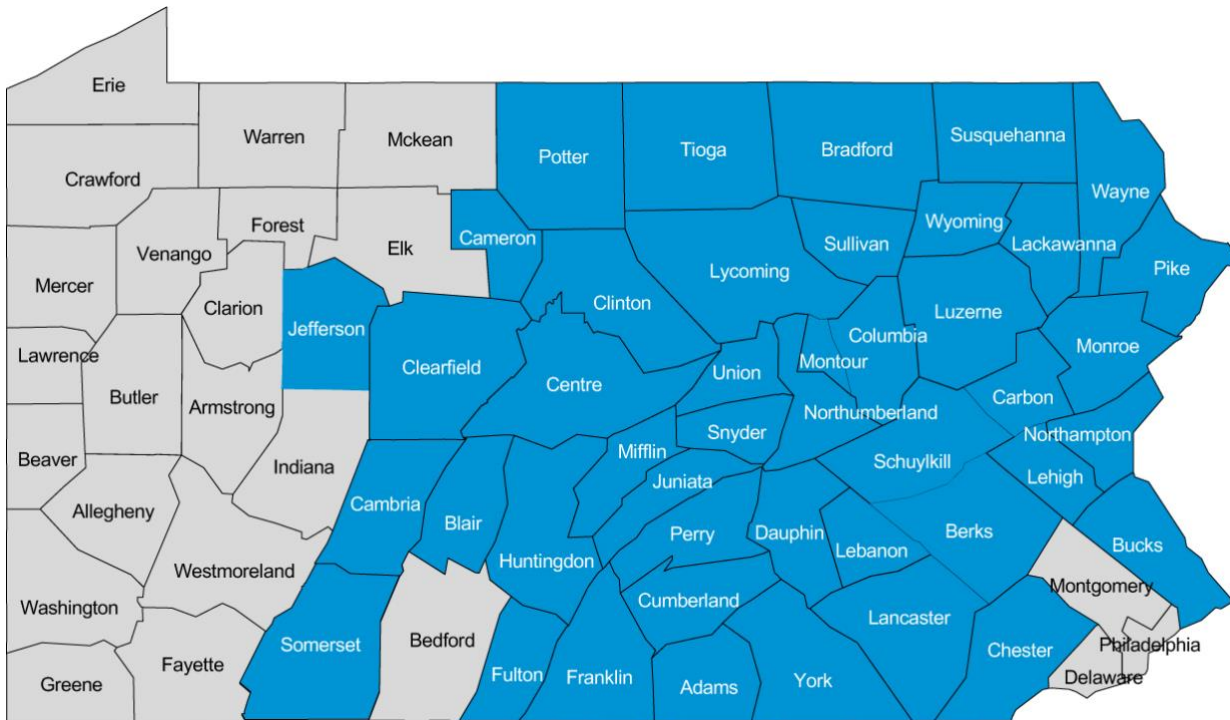 Erie
Warren
Mckean
Potter
Tioga
Bradford
Susquehanna
Crawford
Wayne
Forest
Wyoming
Venango
Cameron
Sullivan
Lackawanna
Elk
Pike
Mercer
Lycoming
Clarion
Clinton
Luzerne
Jefferson
Columbia
Monroe
Lawrence
Montour
Clearfield
Union
Centre
Butler
Armstrong
Carbon
Northumberland
Snyder
Northampton
Mifflin
Beaver
Indiana
Schuylkill
Lehigh
Juniata
Cambria
Allegheny
Blair
Perry
Dauphin
Berks
Bucks
Lebanon
Huntingdon
Westmoreland
Montgomery
Cumberland
Washington
Lancaster
Bedford
Philadelphia
Somerset
Chester
Fayette
Fulton
Franklin
York
Delaware
Greene
Adams